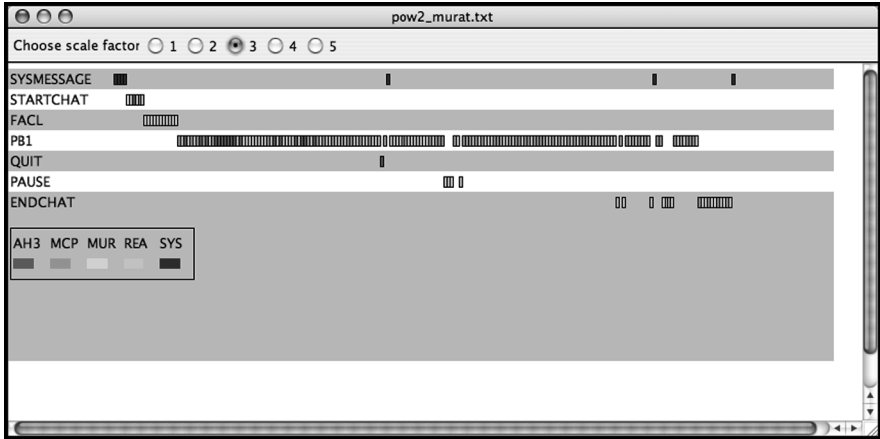 pow2_murat.txt
Choose scale factor 1 2 3 4 5
SYSMESSAGE
STARTCHAT
FACL
PB1
QUIT
PAUSE
ENDCHAT
AH3 MCP MUR REA SYS